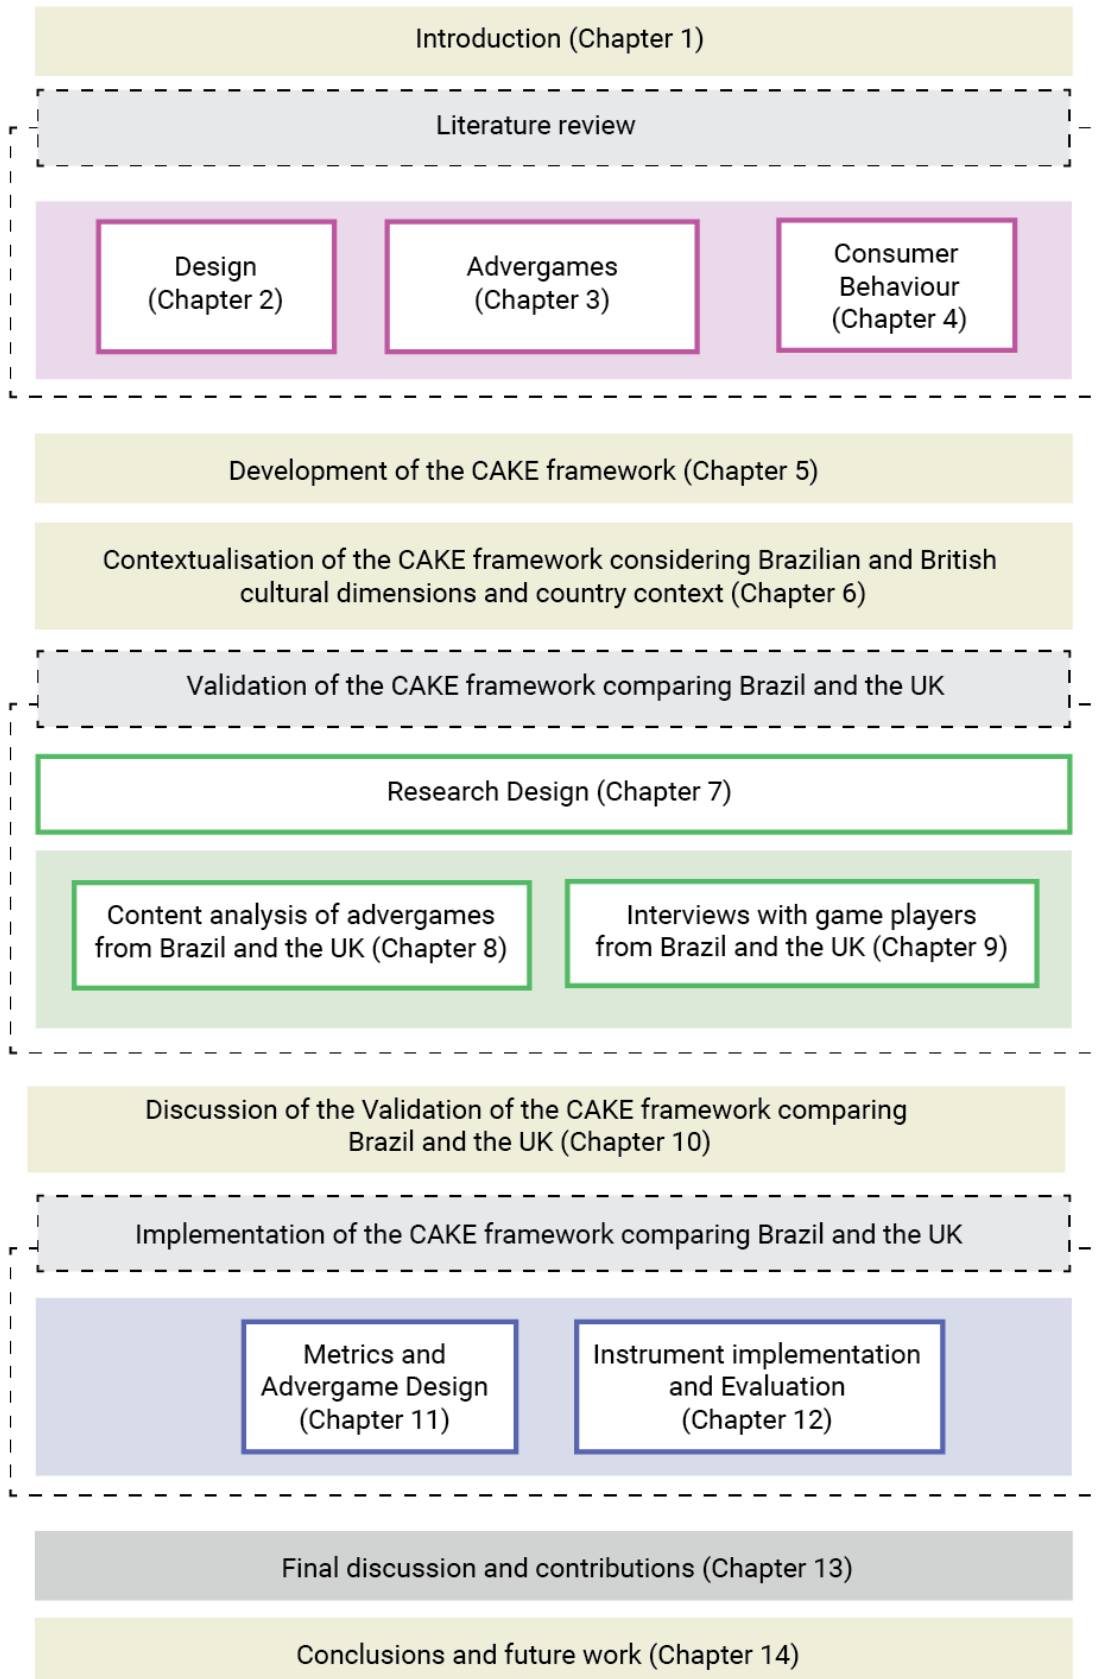 Introduction (Chapter 1)
Literature review
Design
(Chapter 2)
Advergames
(Chapter 3)
Consumer
Behaviour
(Chapter 4)
Development of the CAKE framework (Chapter 5)
Contextualisation of the CAKE framework considering Brazilian and British
cultural dimensions and country context (Chapter 6)
Validation of the CAKE framework comparing Brazil and the UK
Research Design (Chapter 7)
Content analysis of advergames
from Brazil and the UK (Chapter 8)
Interviews with game players
from Brazil and the UK (Chapter 9)
Discussion of the Validation of the CAKE framework comparing
Brazil and the UK (Chapter 10)
Implementation of the CAKE framework comparing Brazil and the UK
Metrics and
Advergame Design
(Chapter 11)
Instrument implementation
and Evaluation
(Chapter 12)
Final discussion and contributions (Chapter 13)
Conclusions and future work (Chapter 14)